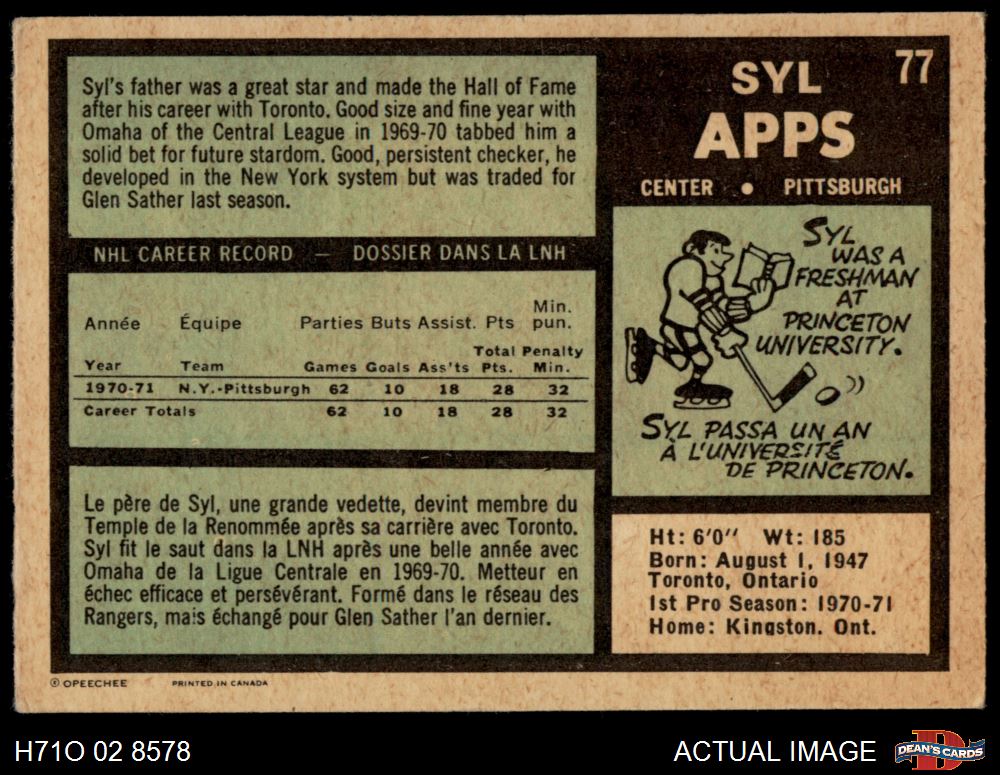 Syl's father was a great star and made the Hall of Fame
after his career with Toronto. Good size and fine year with
Omaha of the Central League in 1969-70 tabbed him a
solid bet for future stardom. Good, persistent checker, he
developed in the New York system but was traded for
Glen Sather last season.
NHL CAREER RECORD — DOSSIER DANS LA LNH
Année Équipe Parties Buts Assist. Pts Min. pun.
Year Team Games Goals Ass'ts Total Pts. Penalty Min.
1970-71 N.Y.-Pittsburgh 62 10 18 28 32
Career Totals 62 10 18 28 32
Le père de Syl, une grande vedette, devint membre du
Temple de la Renommée après sa carrière avec Toronto.
Syl fit le saut dans la LNH après une belle année avec
Omaha de la Ligue Centrale en 1969-70. Metteur en
échec efficace et persévérant. Formé dans le réseau des
Rangers, mais échangé pour Glen Sather l'an dernier.
77
SYL
APPS
CENTER • PITTSBURGH
SYL
WAS A
FRESHMAN
AT
PRINCETON
UNIVERSITY.
SYL PASSA UN AN
À L'UNIVERSITÉ
DE PRINCETON.
Ht: 6'0" Wt: 185
Born: August 1, 1947
Toronto, Ontario
1st Pro Season: 1970-71
Home: Kingston. Ont.
© OPEECHEE PRINTED IN CANADA
H71O 02 8578
ACTUAL IMAGE
DEAN'S CARDS